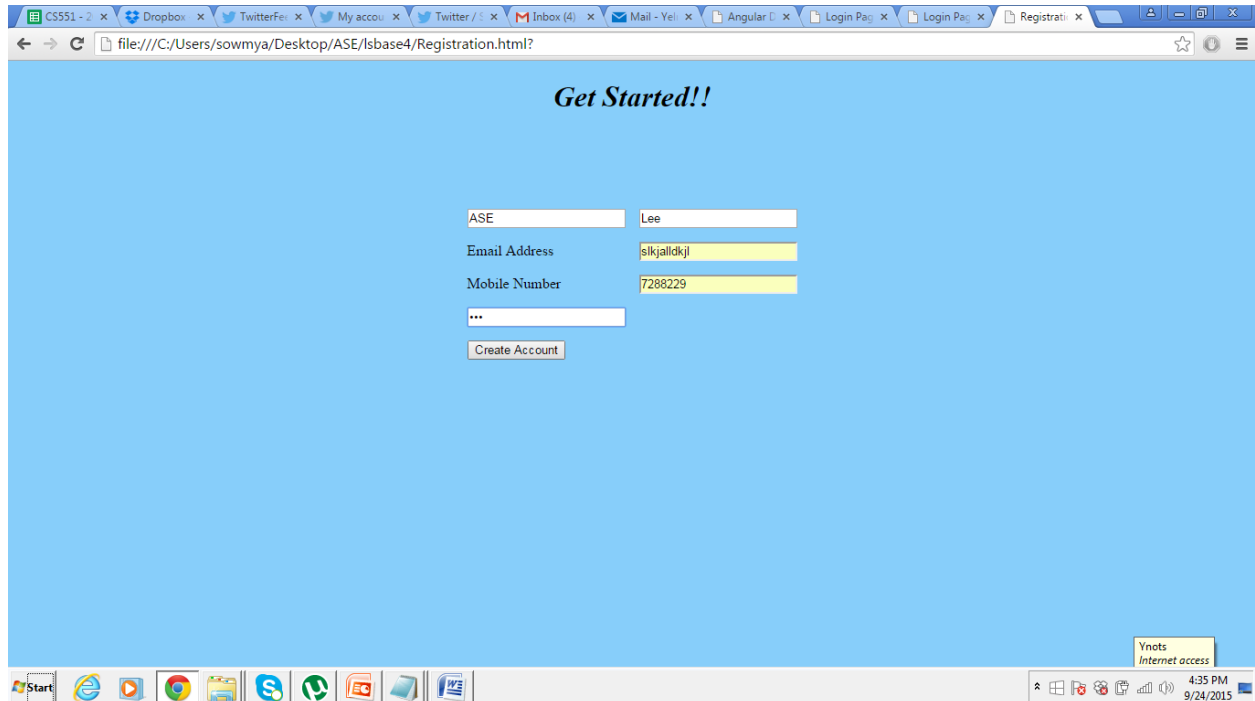 CS551 - 2 Dropbox TwitterFe My accou Twitter / S Inbox (4) Mail - Yeli Angular D Login Pag Login Pag Registrati
file:///C:/Users/sowmya/Desktop/ASE/lsbase4/Registration.html?
Get Started!!
ASE Lee
Email Address slkjalldkjl
Mobile Number 7288229
•••
Create Account
Ynots
Internet access
Start 4:35 PM
9/24/2015